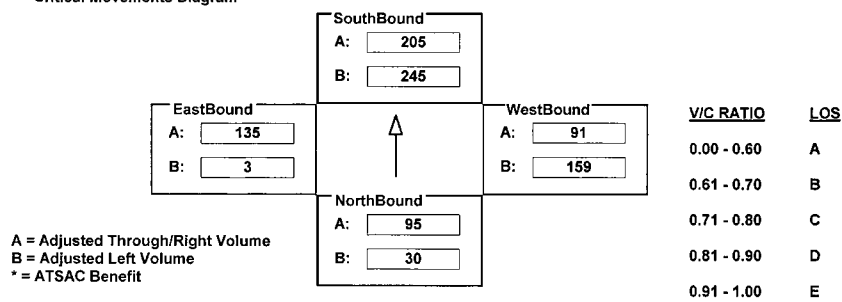 Critical Movements Diagram
SouthBound
A: 205
B: 245
EastBound
A: 135
B: 3
WestBound
A: 91
B: 159
NorthBound
A: 95
B: 30
A = Adjusted Through/Right Volume
B = Adjusted Left Volume
* = ATSAC Benefit
V/C RATIO LOS
0.00 - 0.60 A
0.61 - 0.70 B
0.71 - 0.80 C
0.81 - 0.90 D
0.91 - 1.00 E